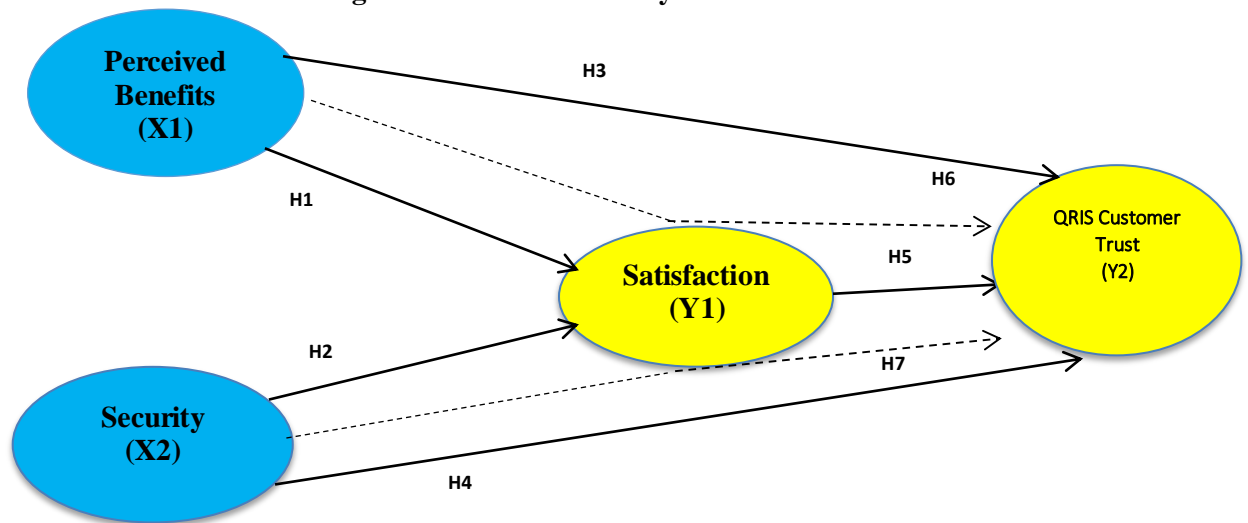 Perceived
Benefits
(X1)
H3
H1
H6
QRIS Customer
Trust
(Y2)
H5
Satisfaction
(Y1)
H2
H7
Security
(X2)
H4